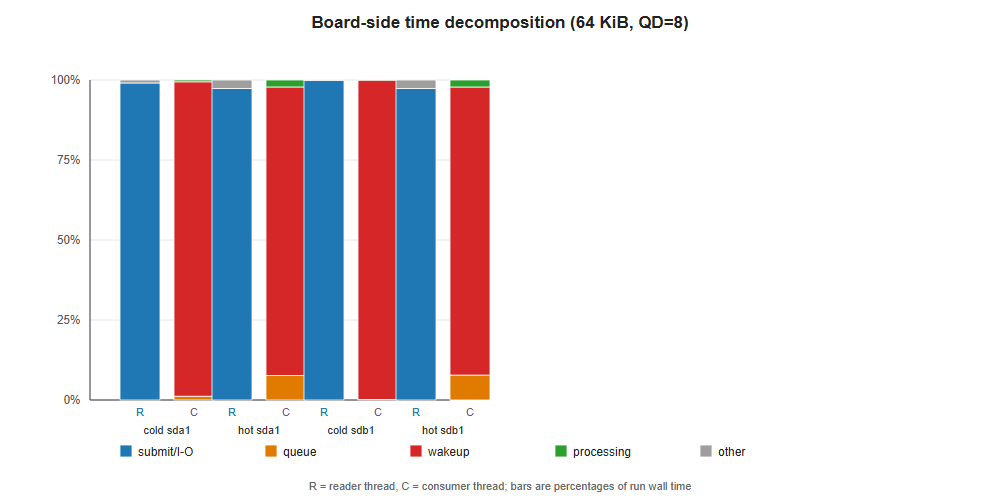 Board-side time decomposition (64 KiB, QD=8)
100%
75%
50%
25%
0%
R C R C R C R C
cold sda1 hot sda1 cold sdb1 hot sdb1
submit/I-O queue wakeup processing other
R = reader thread, C = consumer thread; bars are percentages of run wall time